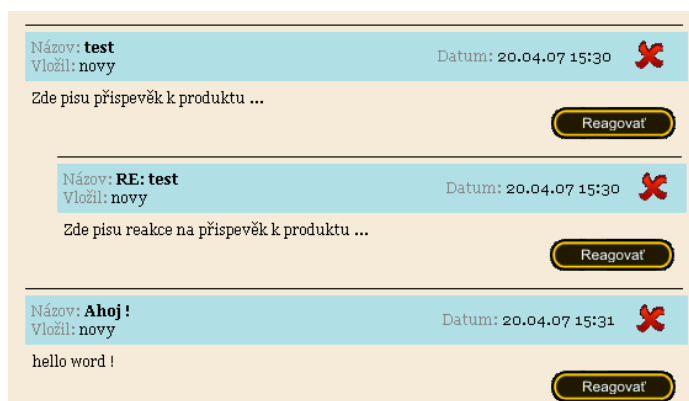 Názov: test
Vložil: novy
Datum: 20.04.07 15:30
Zde pisu přispevěk k produktu ...
Reagovať
Názov: RE: test
Vložil: novy
Datum: 20.04.07 15:30
Zde pisu reakce na přispevěk k produktu ...
Reagovať
Názov: Ahoj !
Vložil: novy
Datum: 20.04.07 15:31
hello word !
Reagovať